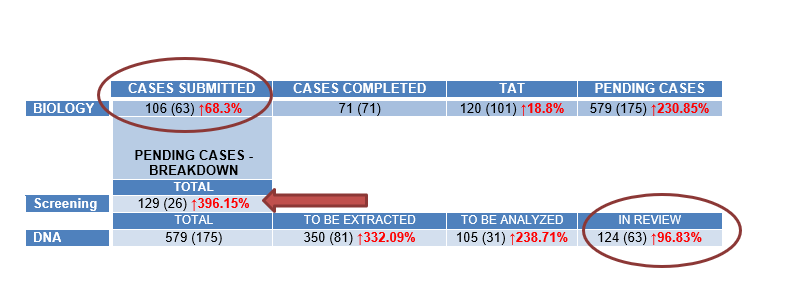 CASES SUBMITTED CASES COMPLETED TAT PENDING CASES
BIOLOGY 106 (63) ↑68.3% 71 (71) 120 (101) ↑18.8% 579 (175) ↑230.85%
PENDING CASES -
BREAKDOWN
TOTAL
Screening 129 (26) ↑396.15%
TOTAL TO BE EXTRACTED TO BE ANALYZED IN REVIEW
DNA 579 (175) 350 (81) ↑332.09% 105 (31) ↑238.71% 124 (63) ↑96.83%